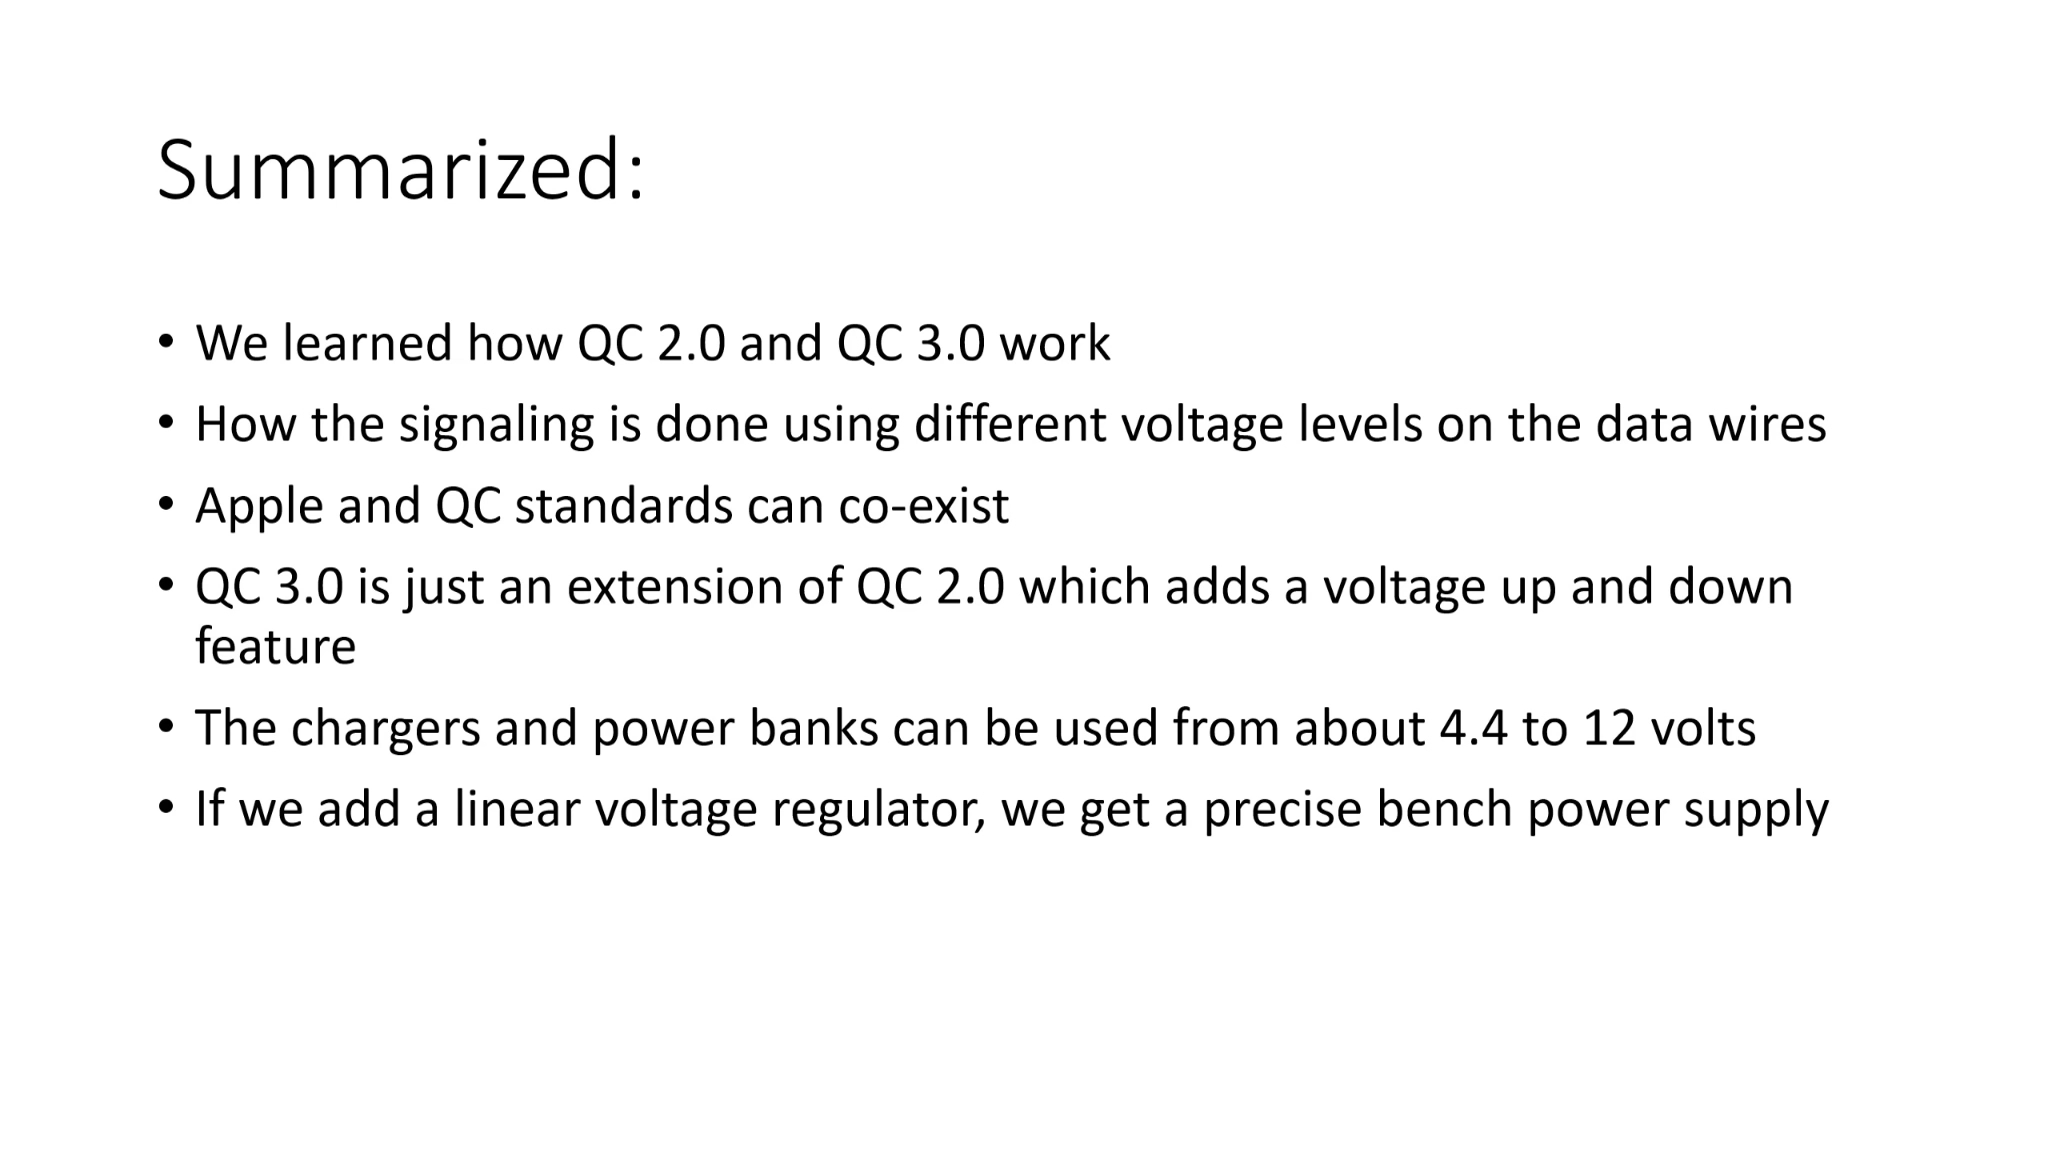 Summarized:
• We learned how QC 2.0 and QC 3.0 work
• How the signaling is done using different voltage levels on the data wires
• Apple and QC standards can co-exist
• QC 3.0 is just an extension of QC 2.0 which adds a voltage up and down
feature
• The chargers and power banks can be used from about 4.4 to 12 volts
• If we add a linear voltage regulator, we get a precise bench power supply